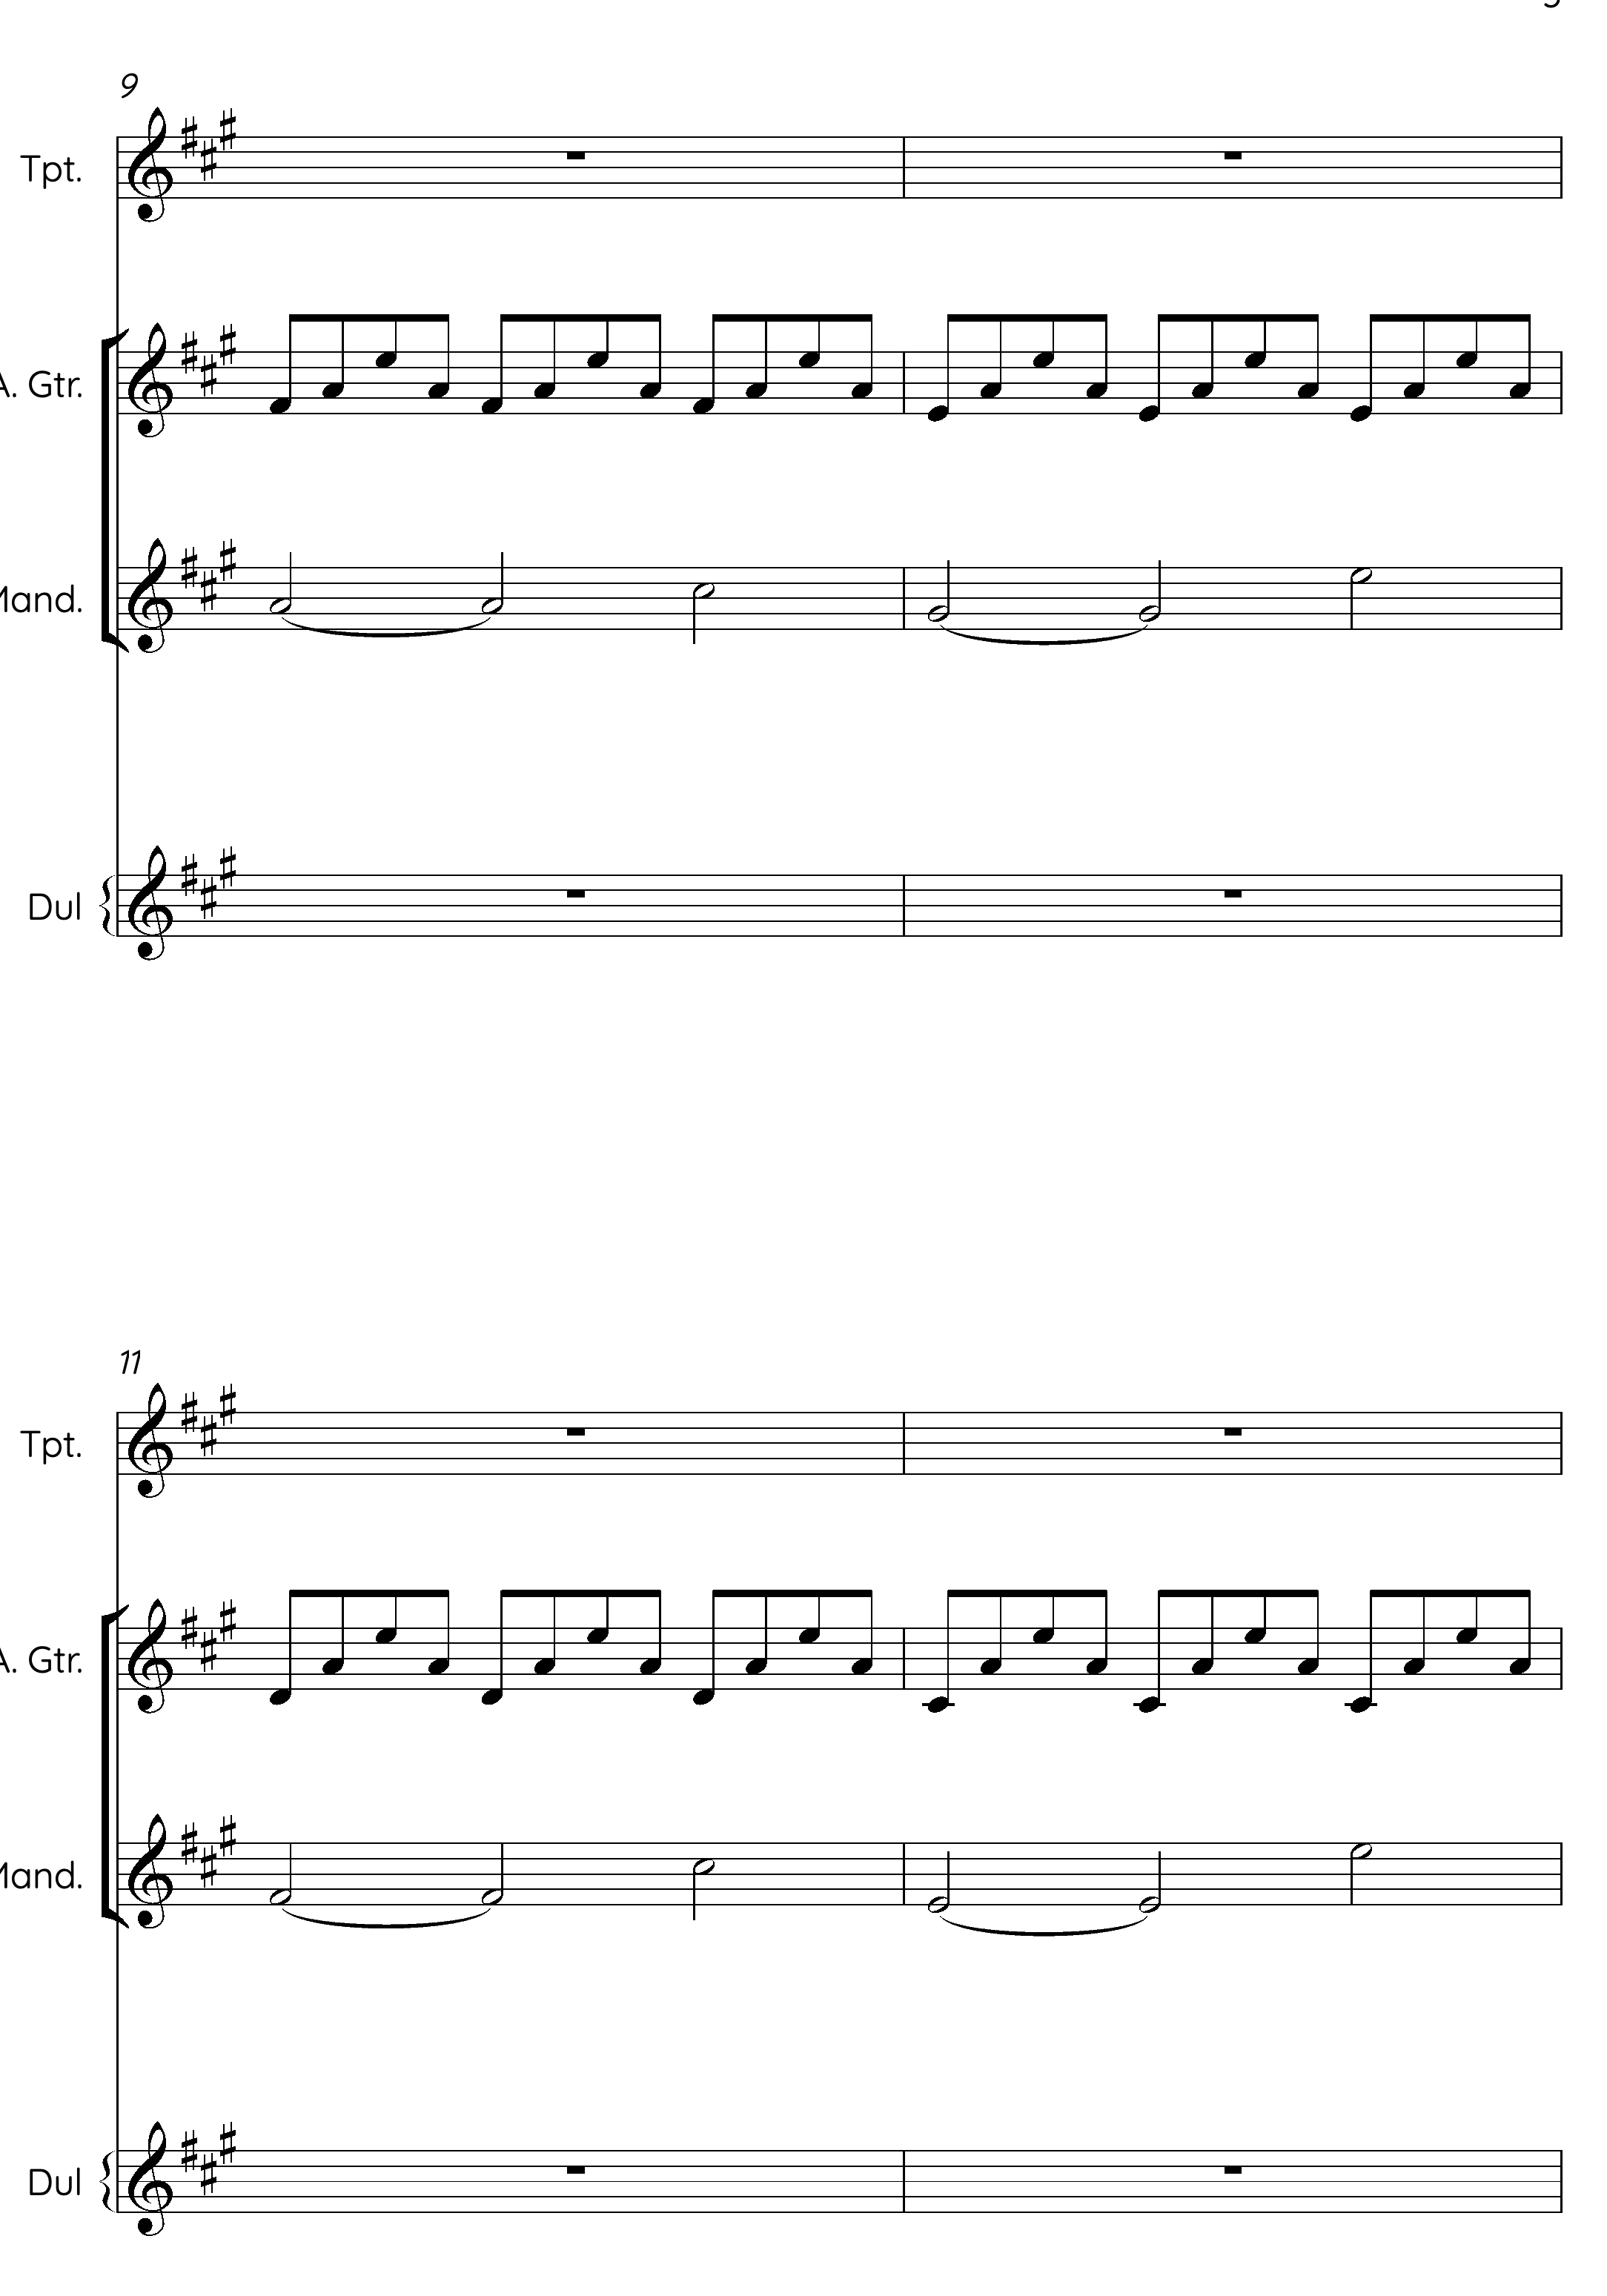 9
Tpt.
A. Gtr.
Mand.
Dul
11
Tpt.
A. Gtr.
Mand.
Dul